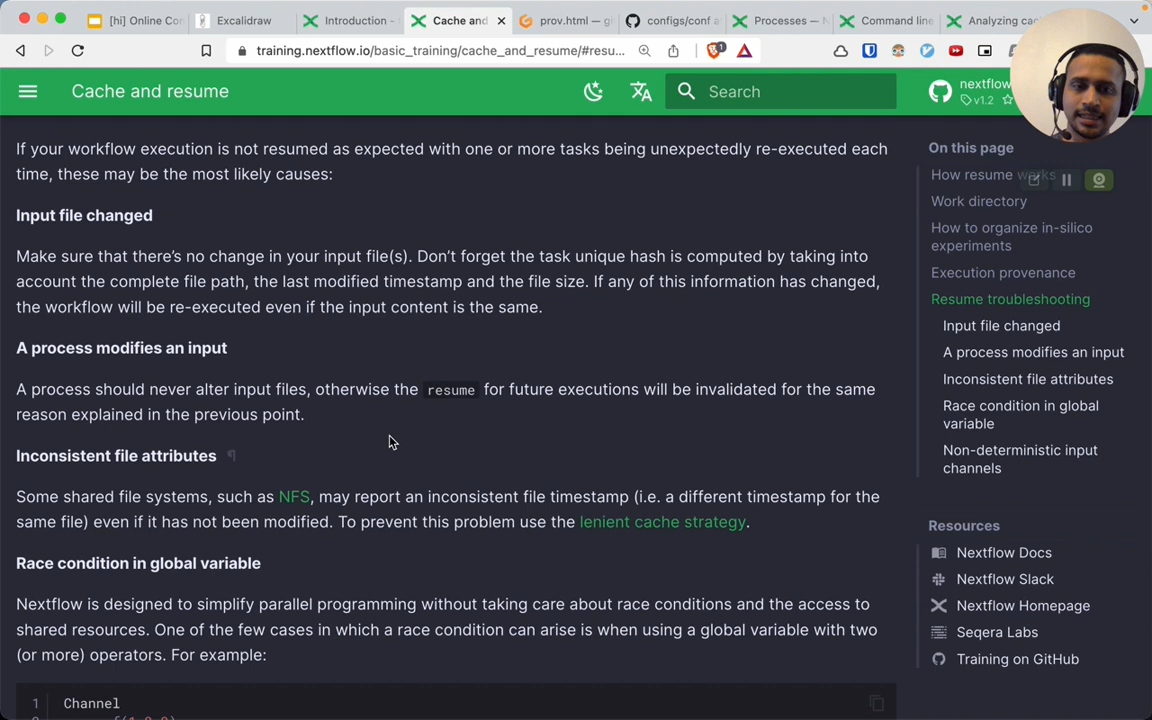 [hi] Online Co
Excalidraw
Introduction -
Cache and
prov.html — g
configs/conf a
Processes — N
Command line
Analyzing ca
training.nextflow.io/basic_training/cache_and_resume/#resu...
1
Cache and resume
Search
nextflow
v1.2
If your workflow execution is not resumed as expected with one or more tasks being unexpectedly re-executed each
time, these may be the most likely causes:
Input file changed
Make sure that there's no change in your input file(s). Don't forget the task unique hash is computed by taking into
account the complete file path, the last modified timestamp and the file size. If any of this information has changed,
the workflow will be re-executed even if the input content is the same.
A process modifies an input
A process should never alter input files, otherwise the resume for future executions will be invalidated for the same
reason explained in the previous point.
Inconsistent file attributes ¶
Some shared file systems, such as NFS, may report an inconsistent file timestamp (i.e. a different timestamp for the
same file) even if it has not been modified. To prevent this problem use the lenient cache strategy.
Race condition in global variable
Nextflow is designed to simplify parallel programming without taking care about race conditions and the access to
shared resources. One of the few cases in which a race condition can arise is when using a global variable with two
(or more) operators. For example:
1 Channel
On this page
How resume works
Work directory
How to organize in-silico
experiments
Execution provenance
Resume troubleshooting
Input file changed
A process modifies an input
Inconsistent file attributes
Race condition in global
variable
Non-deterministic input
channels
Resources
Nextflow Docs
Nextflow Slack
Nextflow Homepage
Seqera Labs
Training on GitHub